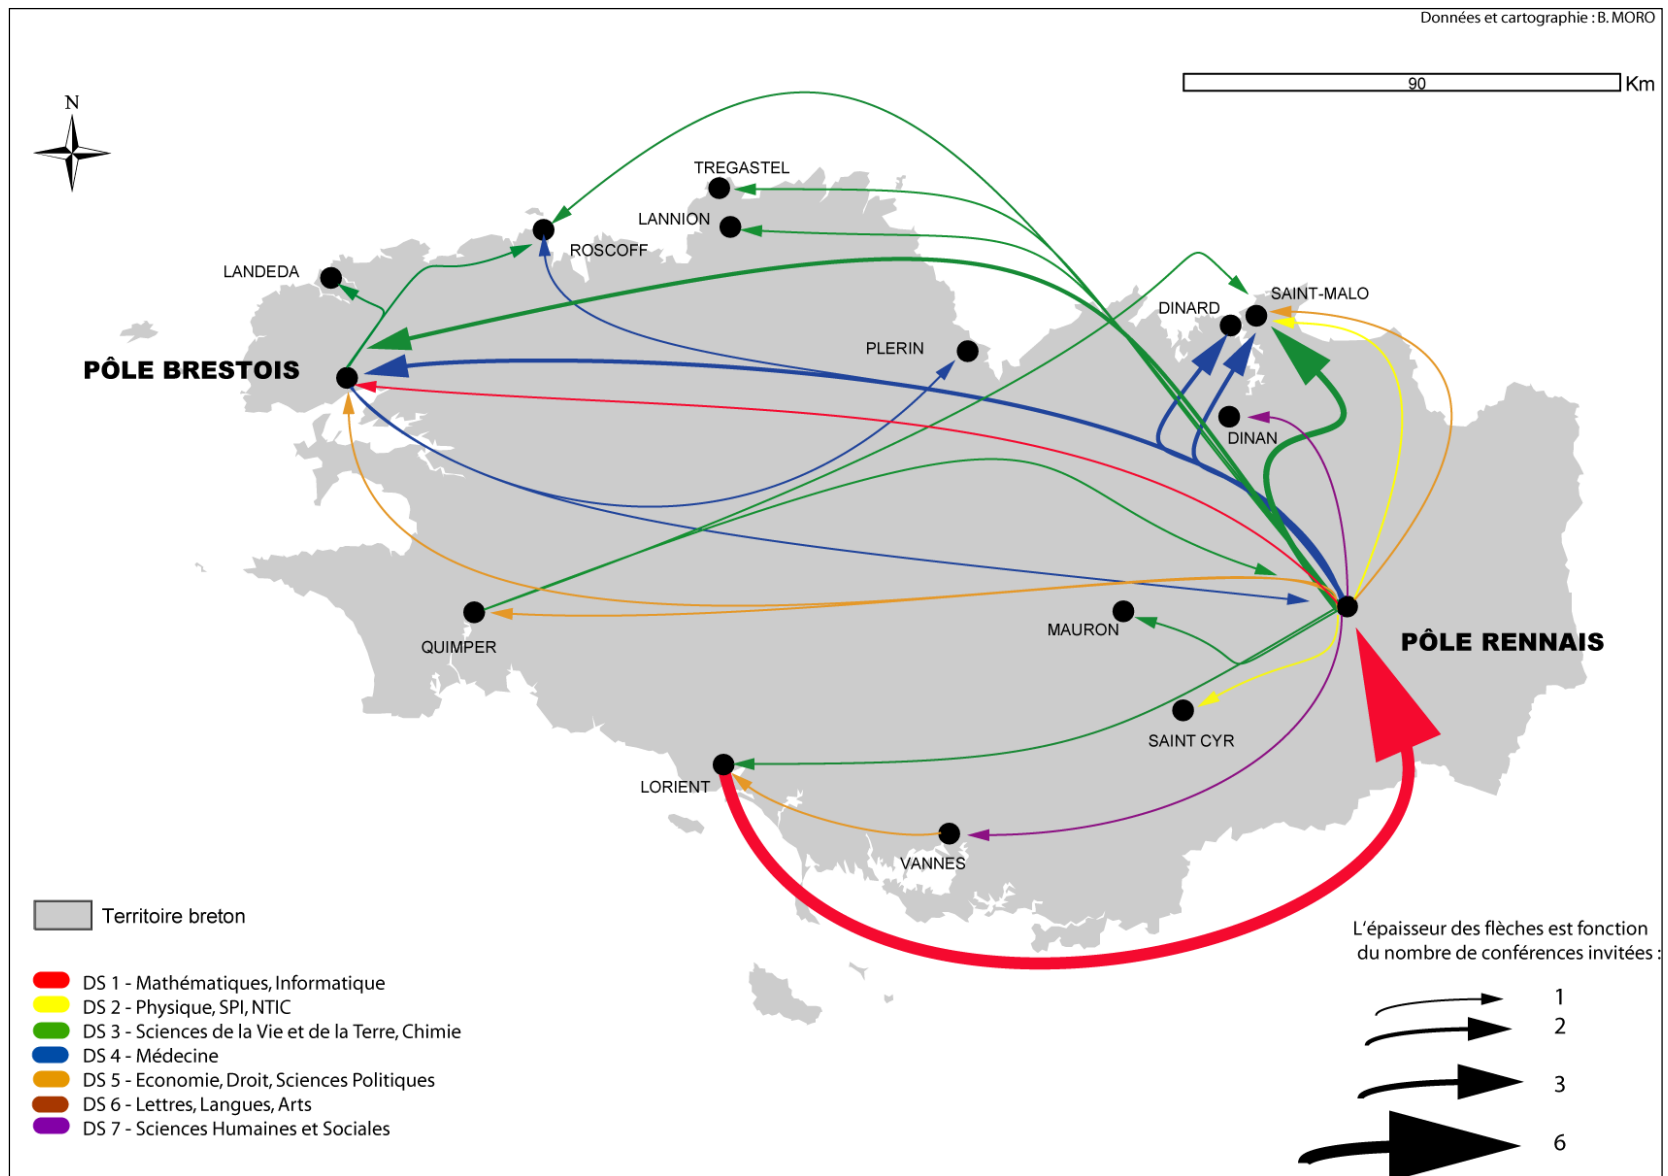 Données et cartographie : B. MORO
90
Km
N
TREGASTEL
LANNION
ROSCOFF
LANDEDA
SAINT-MALO
DINARD
PLERIN
PÔLE BRESTOIS
DINAN
MAURON
PÔLE RENNAIS
QUIMPER
SAINT CYR
LORIENT
VANNES
Territoire breton
L'épaisseur des flèches est fonction
du nombre de conférences invitées :
1
2
3
6
DS 1 - Mathématiques, Informatique
DS 2 - Physique, SPI, NTIC
DS 3 - Sciences de la Vie et de la Terre, Chimie
DS 4 - Médecine
DS 5 - Economie, Droit, Sciences Politiques
DS 6 - Lettres, Langues, Arts
DS 7 - Sciences Humaines et Sociales